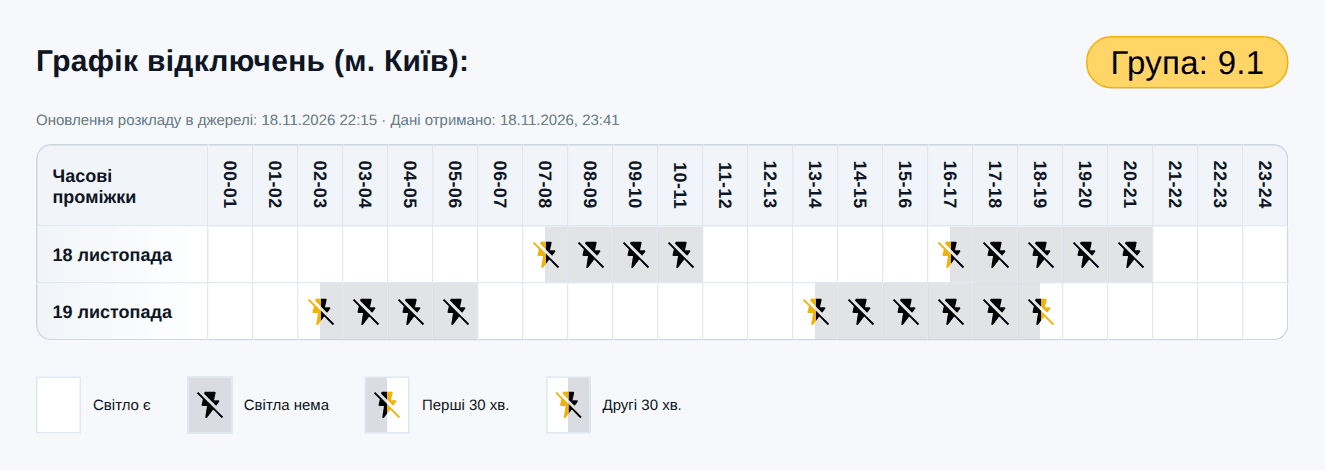 Графік відключень (м. Київ):
Група: 9.1
Оновлення розкладу в джерелі: 18.11.2026 22:15 · Дані отримано: 18.11.2026, 23:41
Часові
проміжки
00-01
01-02
02-03
03-04
04-05
05-06
06-07
07-08
08-09
09-10
10-11
11-12
12-13
13-14
14-15
15-16
16-17
17-18
18-19
19-20
20-21
21-22
22-23
23-24
18 листопада
19 листопада
Світло є
Світла нема
Перші 30 хв.
Другі 30 хв.